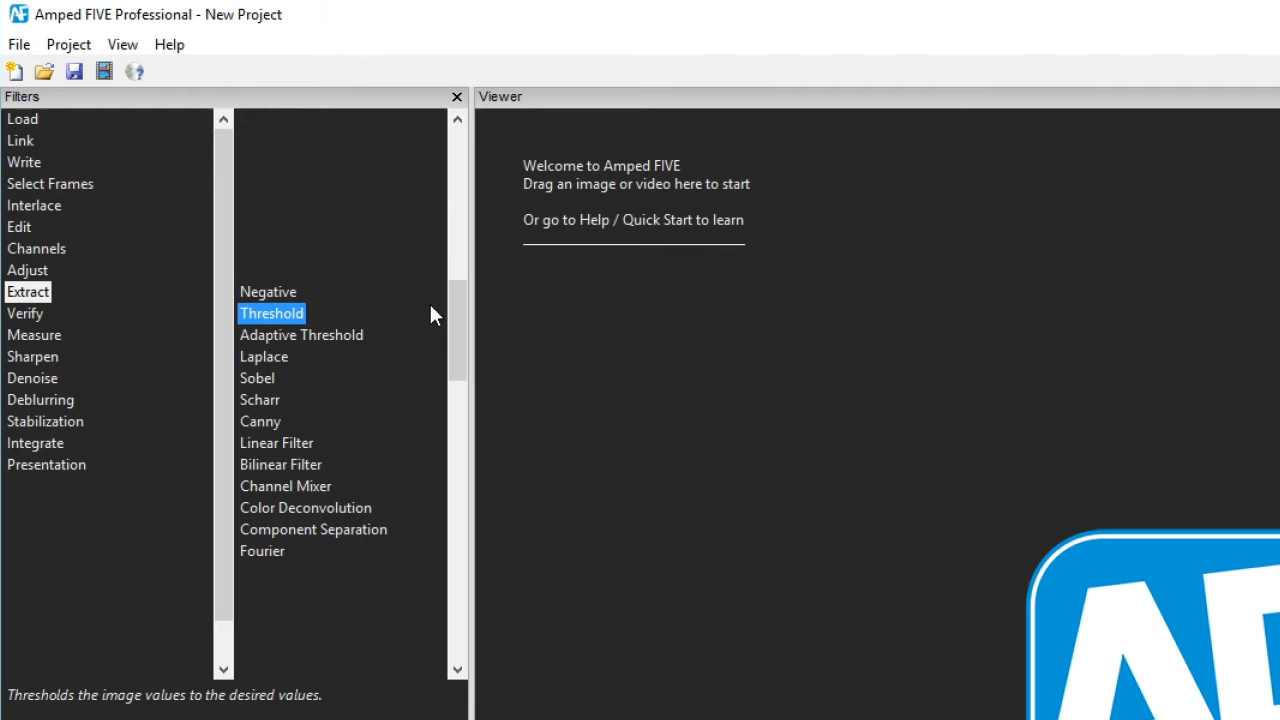 Amped FIVE Professional - New Project
File Project View Help
Filters
Viewer
Load
Link
Write
Select Frames
Interlace
Edit
Channels
Adjust
Extract
Verify
Measure
Sharpen
Denoise
Deblurring
Stabilization
Integrate
Presentation
Negative
Threshold
Adaptive Threshold
Laplace
Sobel
Scharr
Canny
Linear Filter
Bilinear Filter
Channel Mixer
Color Deconvolution
Component Separation
Fourier
Thresholds the image values to the desired values.
Welcome to Amped FIVE
Drag an image or video here to start
Or go to Help / Quick Start to learn
AF